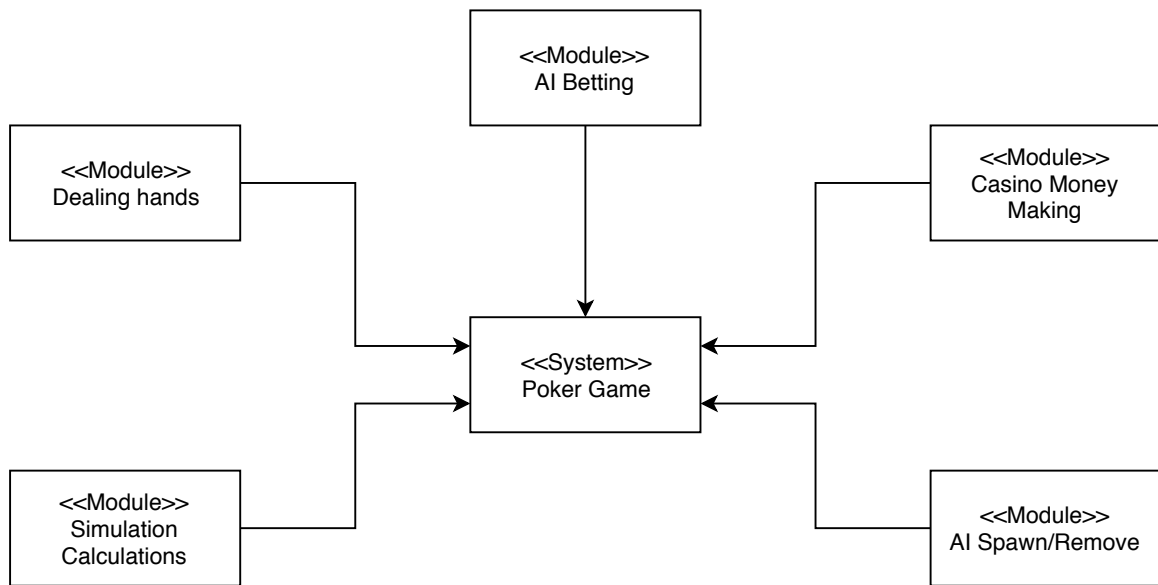 <<Module>>
AI Betting
<<Module>>
Dealing hands
<<Module>>
Casino Money
Making
<<System>>
Poker Game
<<Module>>
Simulation
Calculations
<<Module>>
AI Spawn/Remove